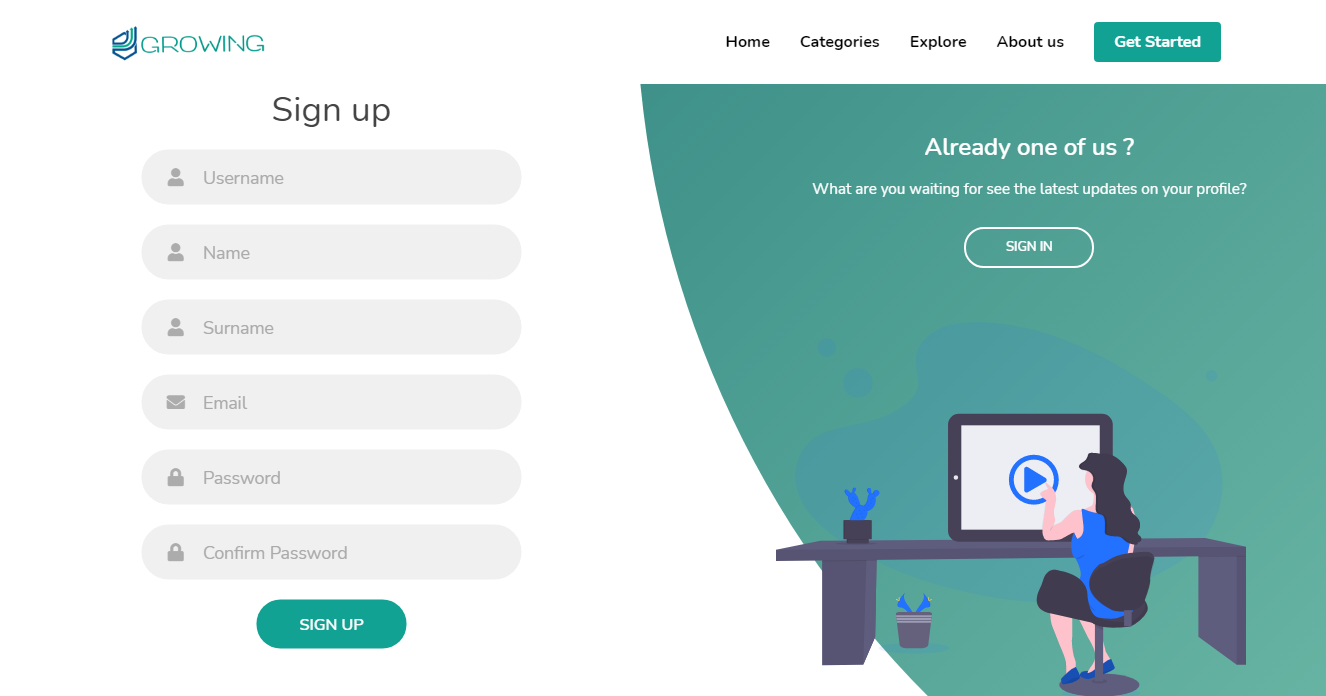 GROWING
Home Categories Explore About us Get Started
Sign up
Username
Name
Surname
Email
Password
Confirm Password
SIGN UP
Already one of us ?
What are you waiting for see the latest updates on your profile?
SIGN IN